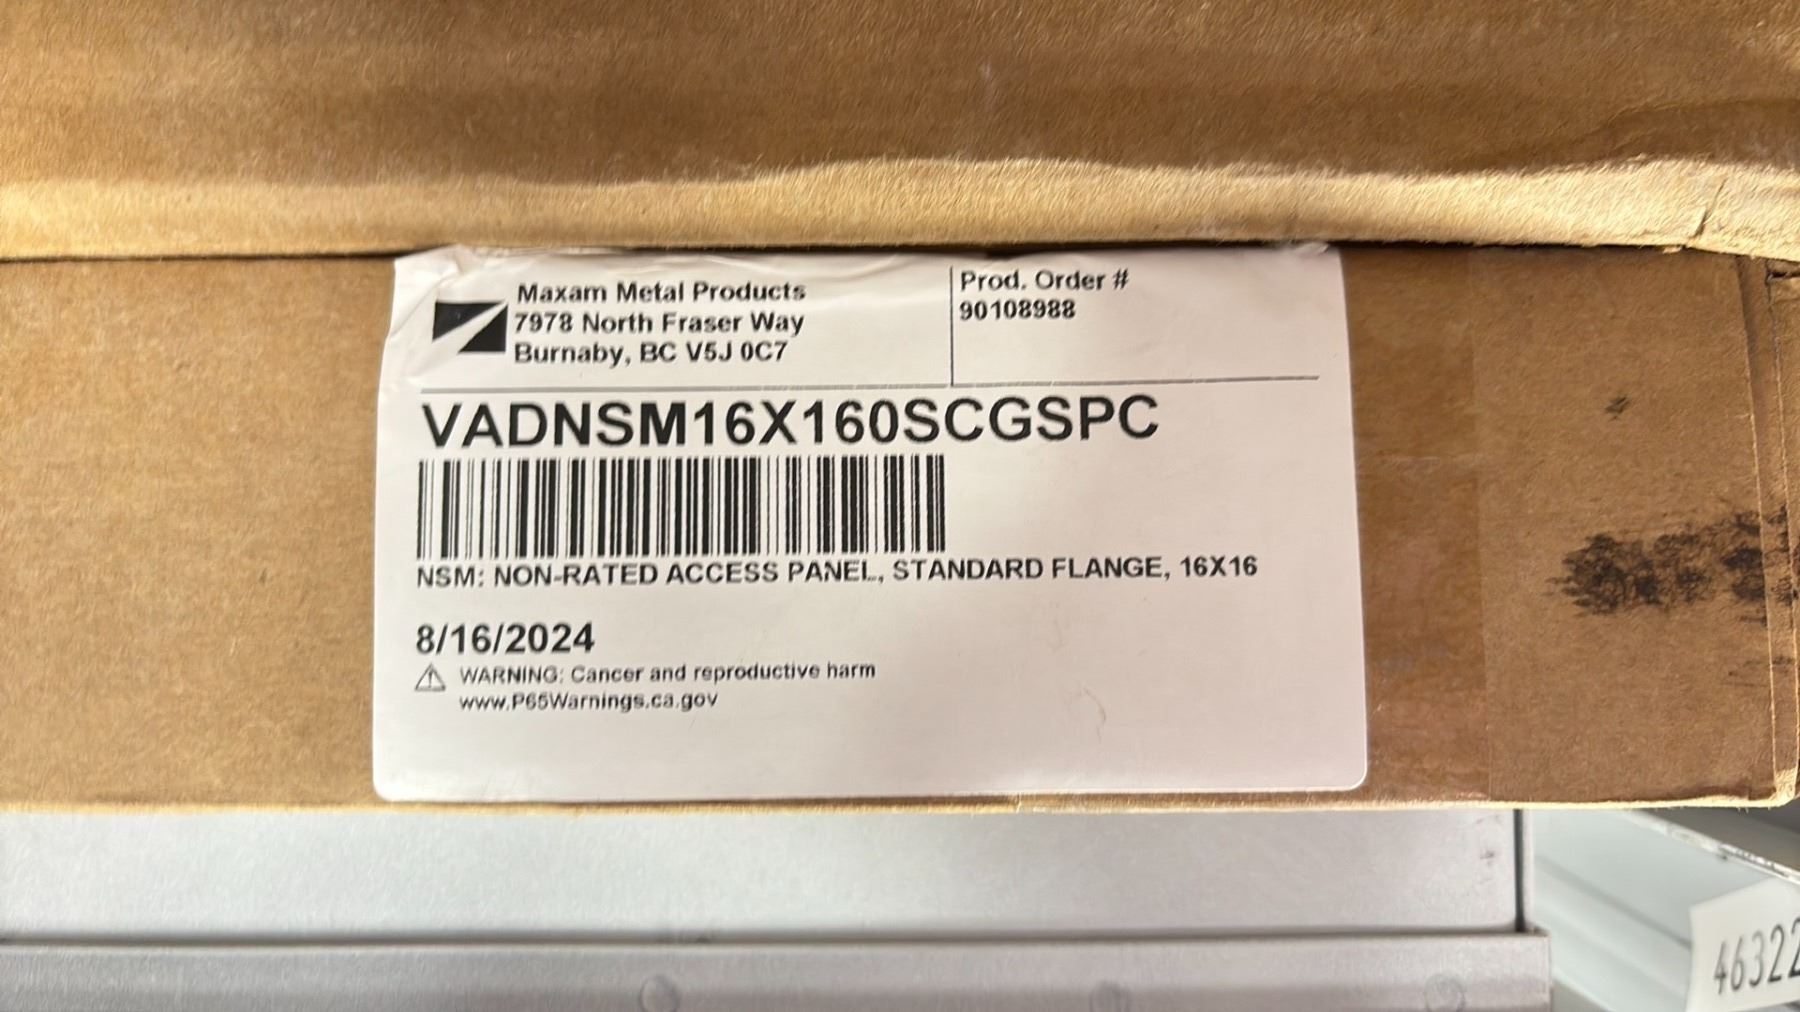 Maxam Metal Products
7978 North Fraser Way
Burnaby, BC V5J 0C7
Prod. Order #
90108988
VADNSM16X160SCGSPC
NSM: NON-RATED ACCESS PANEL, STANDARD FLANGE, 16X16
8/16/2024
WARNING: Cancer and reproductive harm
www.P65Warnings.ca.gov
46322